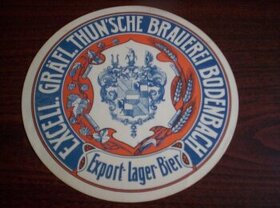 EXCELL. GRÄFL. THUN'SCHE BRAUEREI BODENBACH
Export-Lager Bier